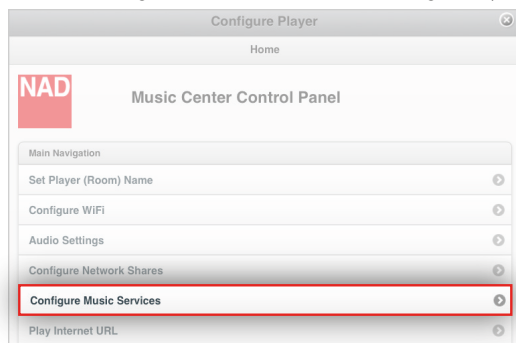 Configure Player
Home
NAD
Music Center Control Panel
Main Navigation
Set Player (Room) Name
Configure WiFi
Audio Settings
Configure Network Shares
Configure Music Services
Play Internet URL